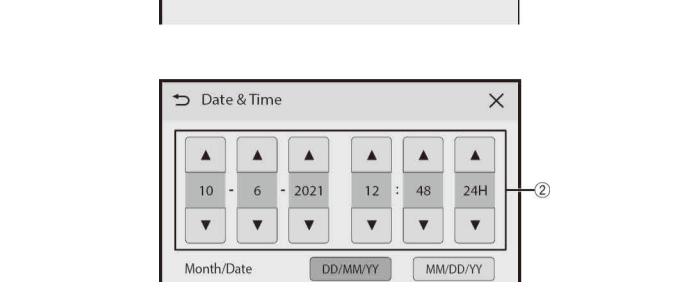 Date & Time
10 - 6 - 2021 12 : 48 24H
②
Month/Date DD/MM/YY MM/DD/YY